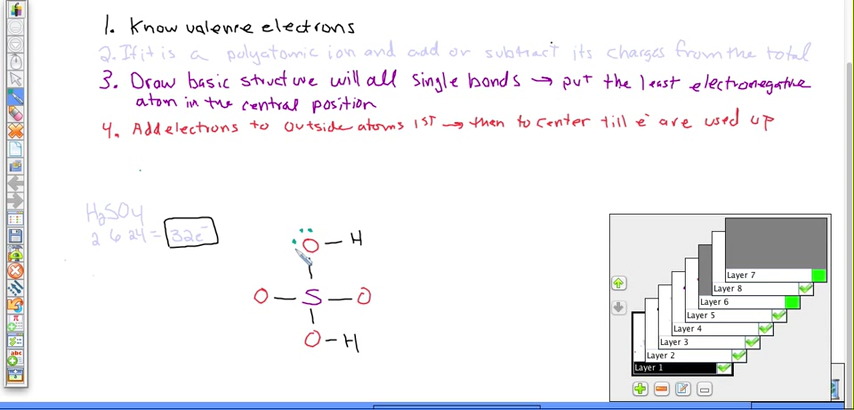 1. Know valence electrons
2. If it is a polyatomic ion and add or subtract its charges from the total
3. Draw basic structure will all single bonds → put the least electronegative
atom in the central position
4. Add electrons to outside atoms 1st → then to center till e⁻ are used up
H₂SO₄
2 6 24 = 32e⁻
O – H
O – S – O
O – H
Layer 7
Layer 8
Layer 6
Layer 5
Layer 4
Layer 3
Layer 2
Layer 1